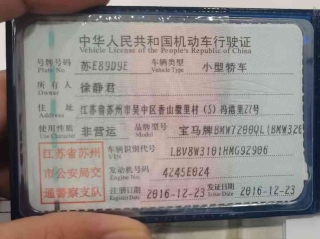 中华人民共和国机动车行驶证
Vehicle License of the People's Republic of China
号牌号码 苏E89D9E 车辆类型 小型轿车
Plate No. Vehicle Type
所有人 徐静君
Owner
住址 江苏省苏州市吴中区香山墅里村(5)
Address
使用性质 非营运 品牌型号 宝马牌BMW7200QL(BMW320
Use Character Model
江苏省苏州市公安局交通警察支队
车辆识别代号 LBV8W3101HMG92906
VIN
发动机号码 4245E024
Engine No.
注册日期 2016-12-23 发证日期 2016-12-23
Register Date Issue Date